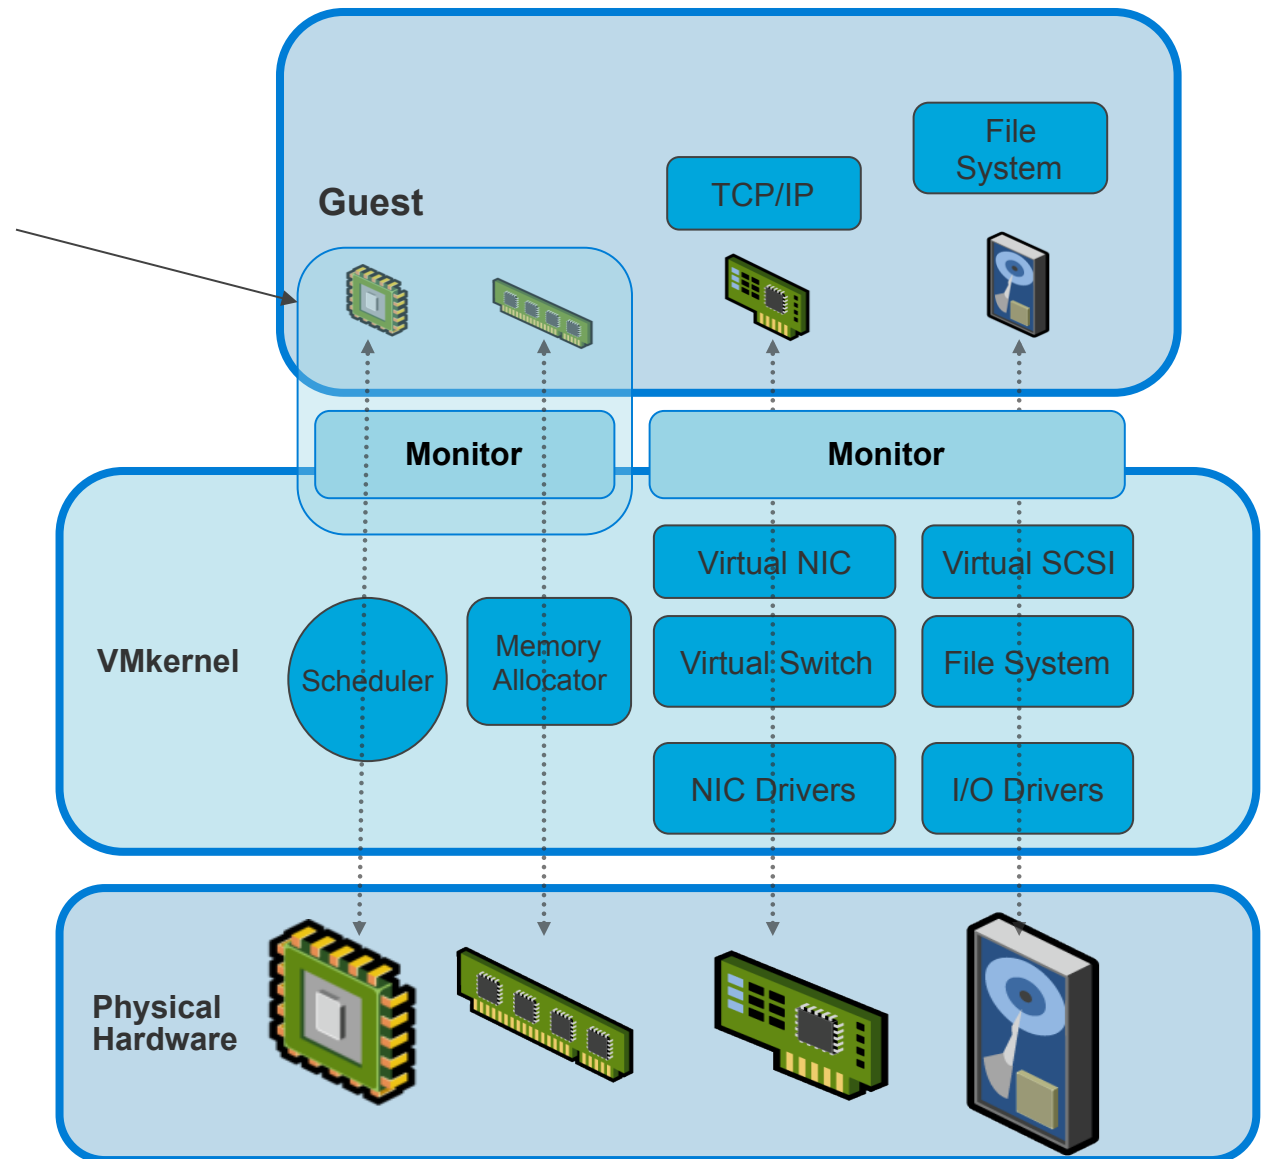 File
System
TCP/IP
Guest
Monitor
Monitor
Virtual NIC
Virtual SCSI
VMkernel
Scheduler
Memory
Allocator
Virtual Switch
File System
NIC Drivers
I/O Drivers
Physical
Hardware